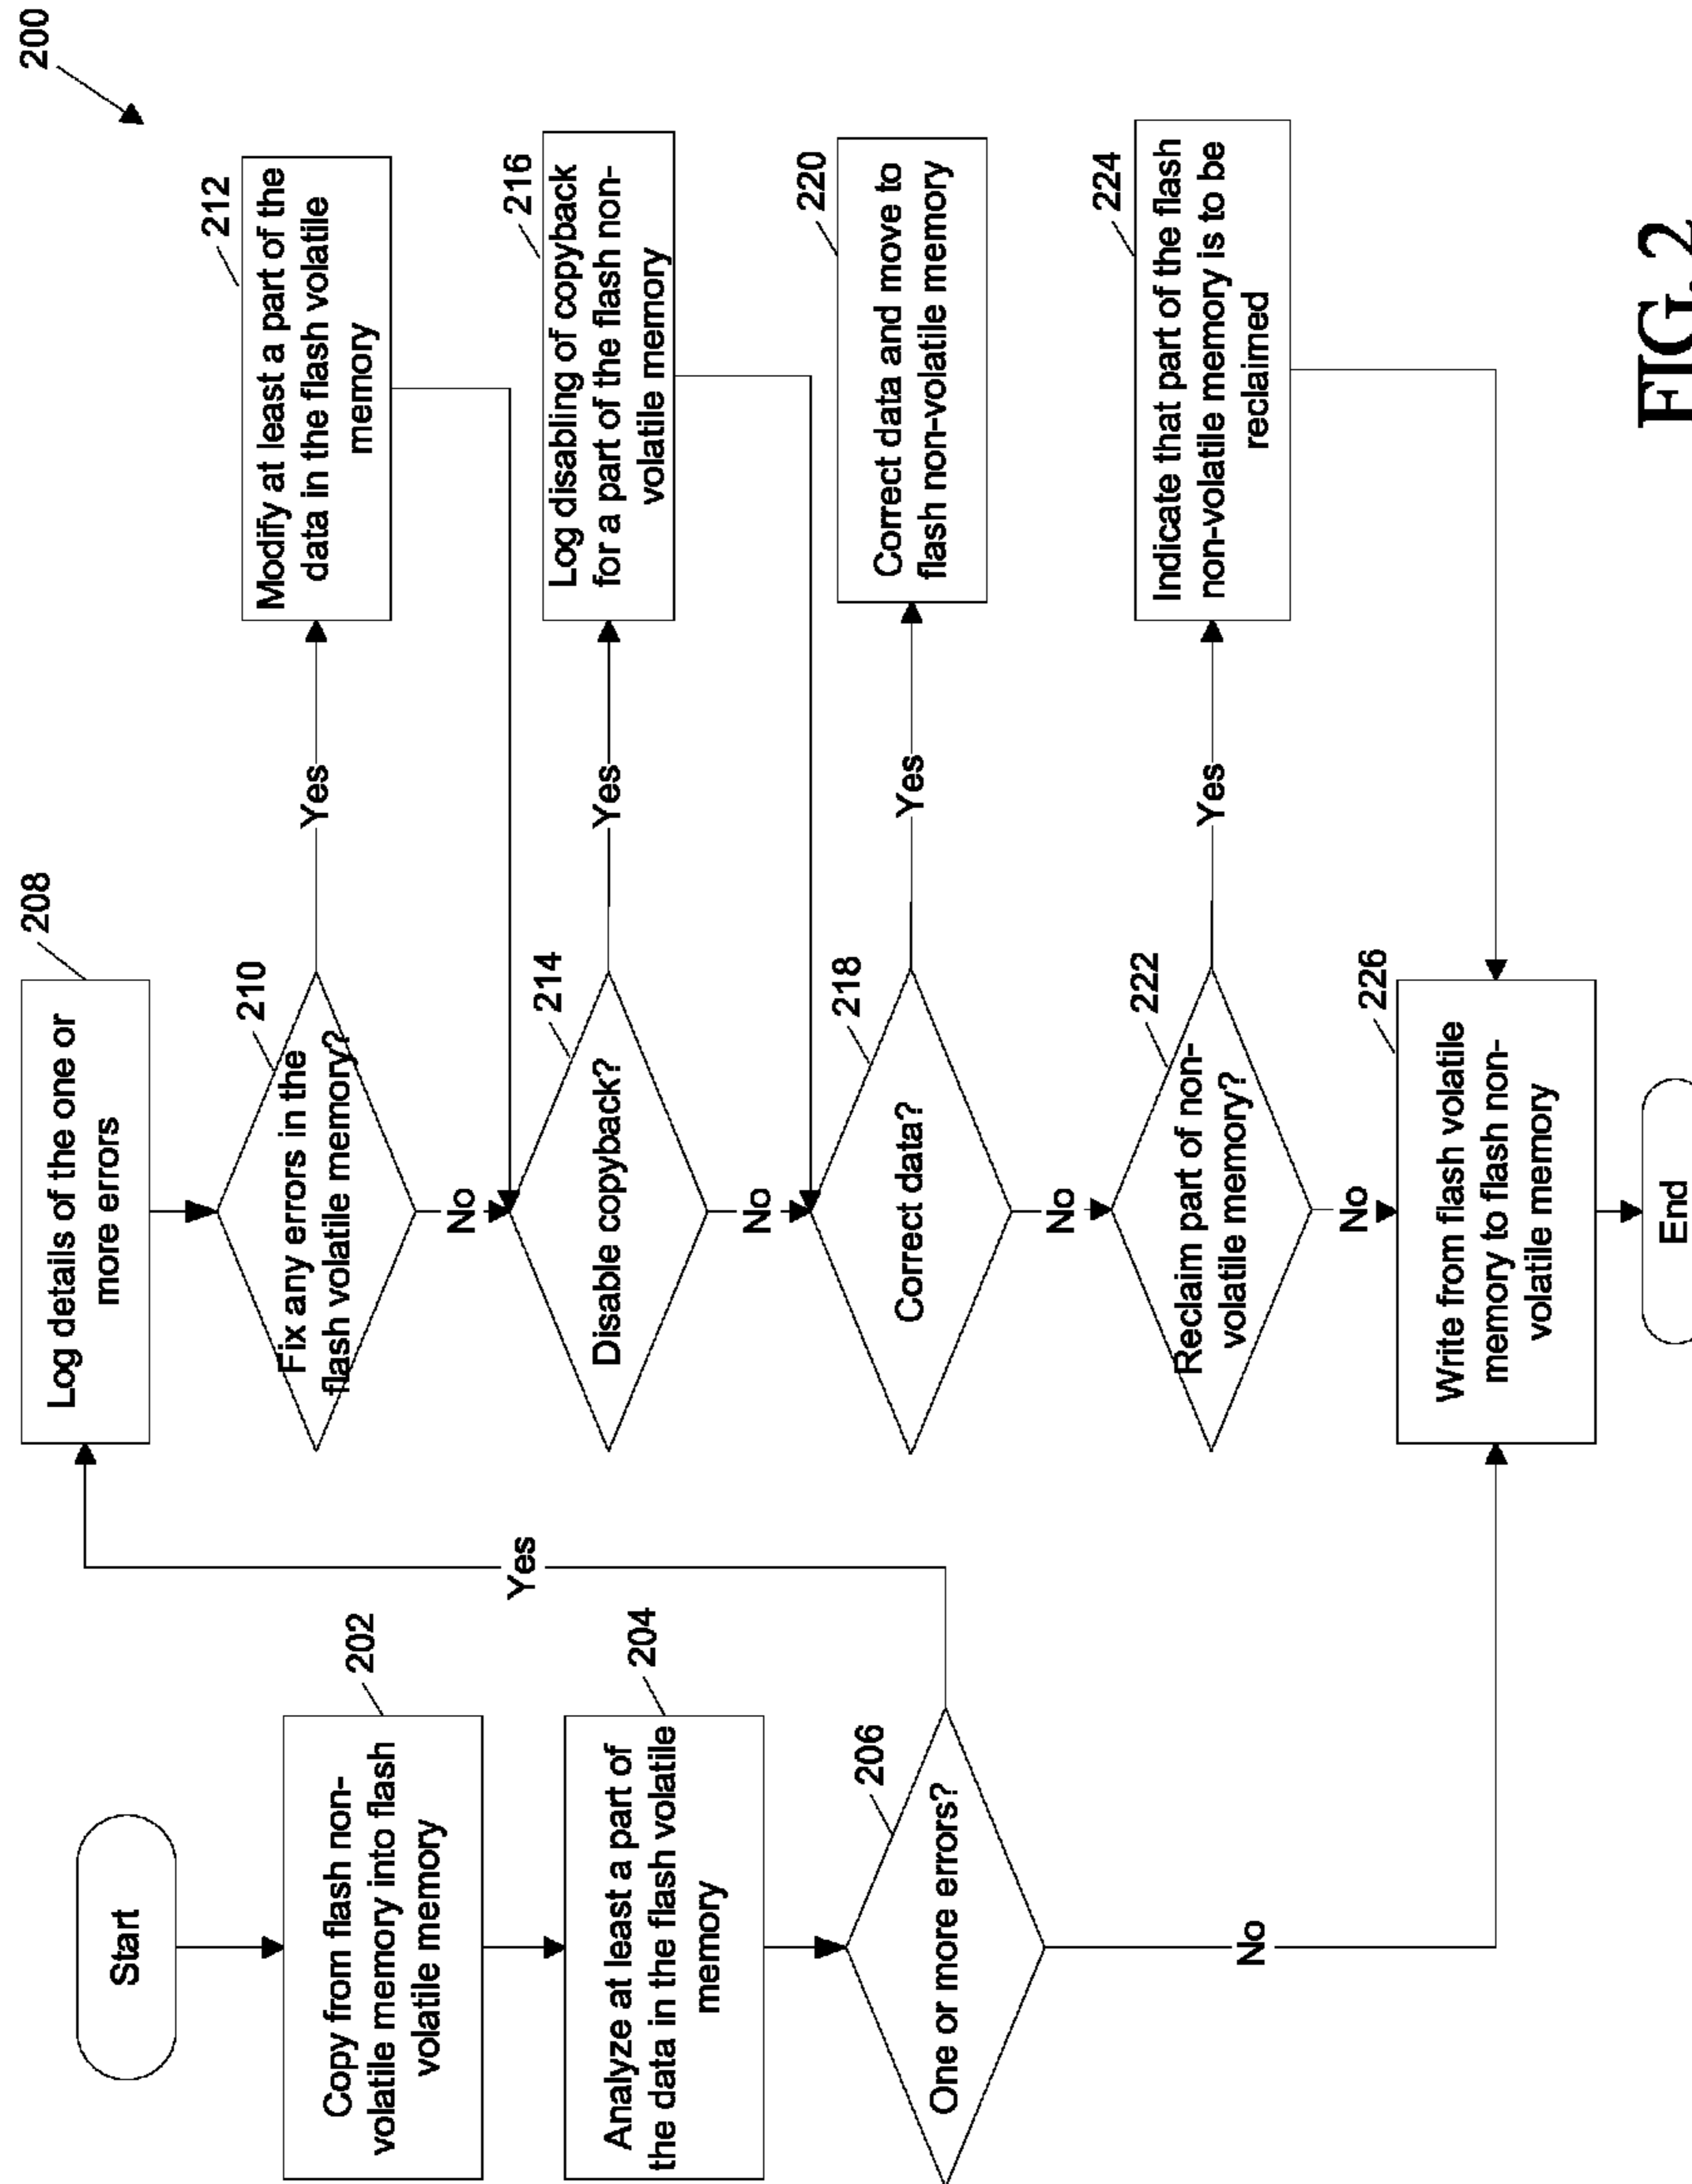 200
Start
Copy from flash non-
volatile memory into flash
volatile memory
202
Analyze at least a part of
the data in the flash volatile
memory
204
One or more errors?
206
Yes
No
Log details of the one or
more errors
208
Fix any errors in the
flash volatile memory?
210
Yes
No
Modify at least a part of the
data in the flash volatile
memory
212
Disable copyback?
214
Yes
No
Log disabling of copyback
for a part of the flash non-
volatile memory
216
Correct data?
218
Yes
No
Correct data and move to
flash non-volatile memory
220
Reclaim part of non-
volatile memory?
222
Yes
No
Indicate that part of the flash
non-volatile memory is to be
reclaimed
224
Write from flash volatile
memory to flash non-
volatile memory
226
End
FIG. 2